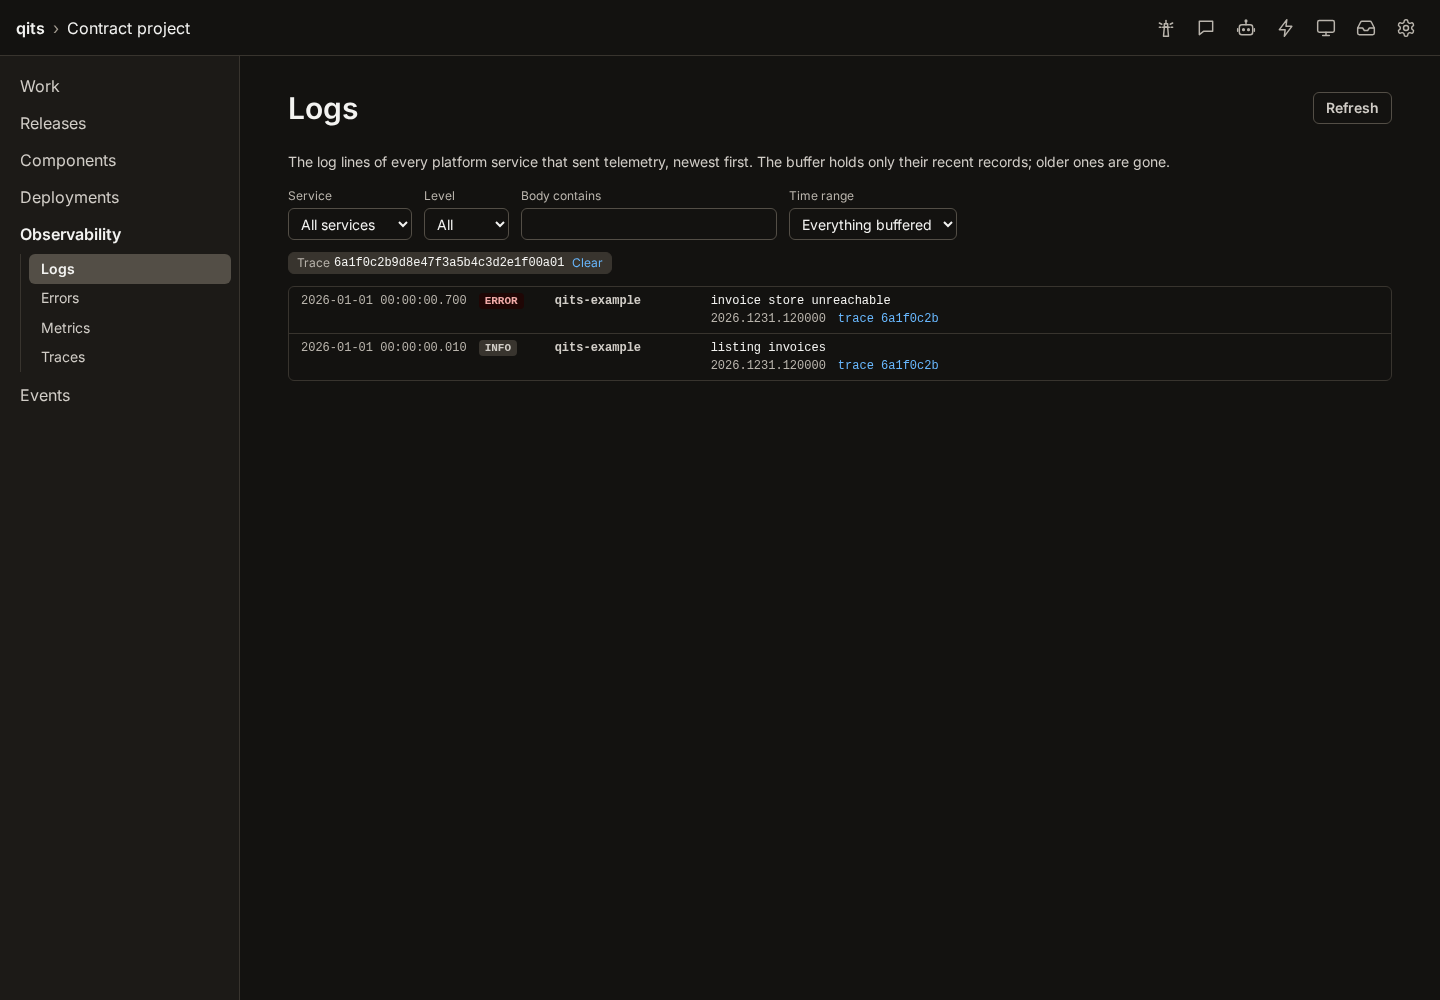 qits › Contract project
Work
Releases
Components
Deployments
Observability
Logs
Errors
Metrics
Traces
Events
Logs
Refresh
The log lines of every platform service that sent telemetry, newest first. The buffer holds only their recent records; older ones are gone.
Service Level Body contains Time range
All services All Everything buffered
Trace 6a1f0c2b9d8e47f3a5b4c3d2e1f00a01 Clear
2026-01-01 00:00:00.700 ERROR qits-example invoice store unreachable
2026.1231.120000 trace 6a1f0c2b
2026-01-01 00:00:00.010 INFO qits-example listing invoices
2026.1231.120000 trace 6a1f0c2b